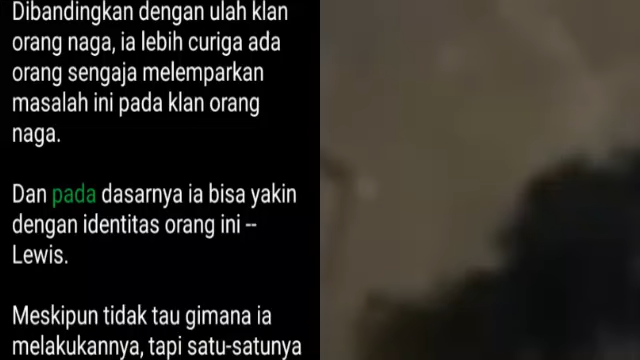 Dibandingkan dengan ulah klan
orang naga, ia lebih curiga ada
orang sengaja melemparkan
masalah ini pada klan orang
naga.
Dan pada dasarnya ia bisa yakin
dengan identitas orang ini --
Lewis.
Meskipun tidak tau gimana ia
melakukannya, tapi satu-satunya